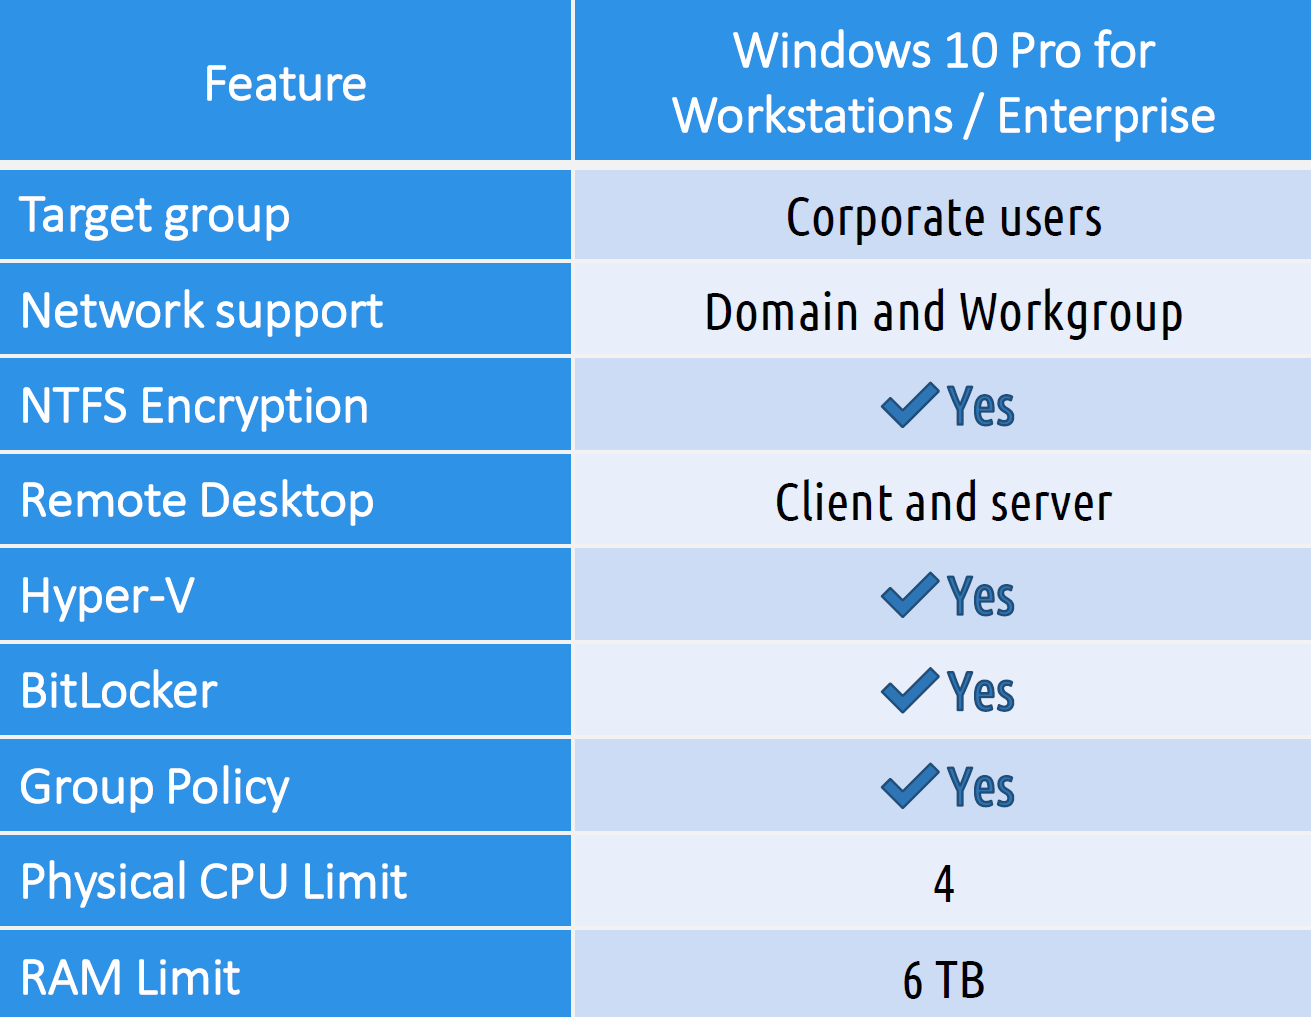 Feature
Windows 10 Pro for
Workstations / Enterprise
Target group
Corporate users
Network support
Domain and Workgroup
NTFS Encryption
Yes
Remote Desktop
Client and server
Hyper-V
Yes
BitLocker
Yes
Group Policy
Yes
Physical CPU Limit
4
RAM Limit
6 TB